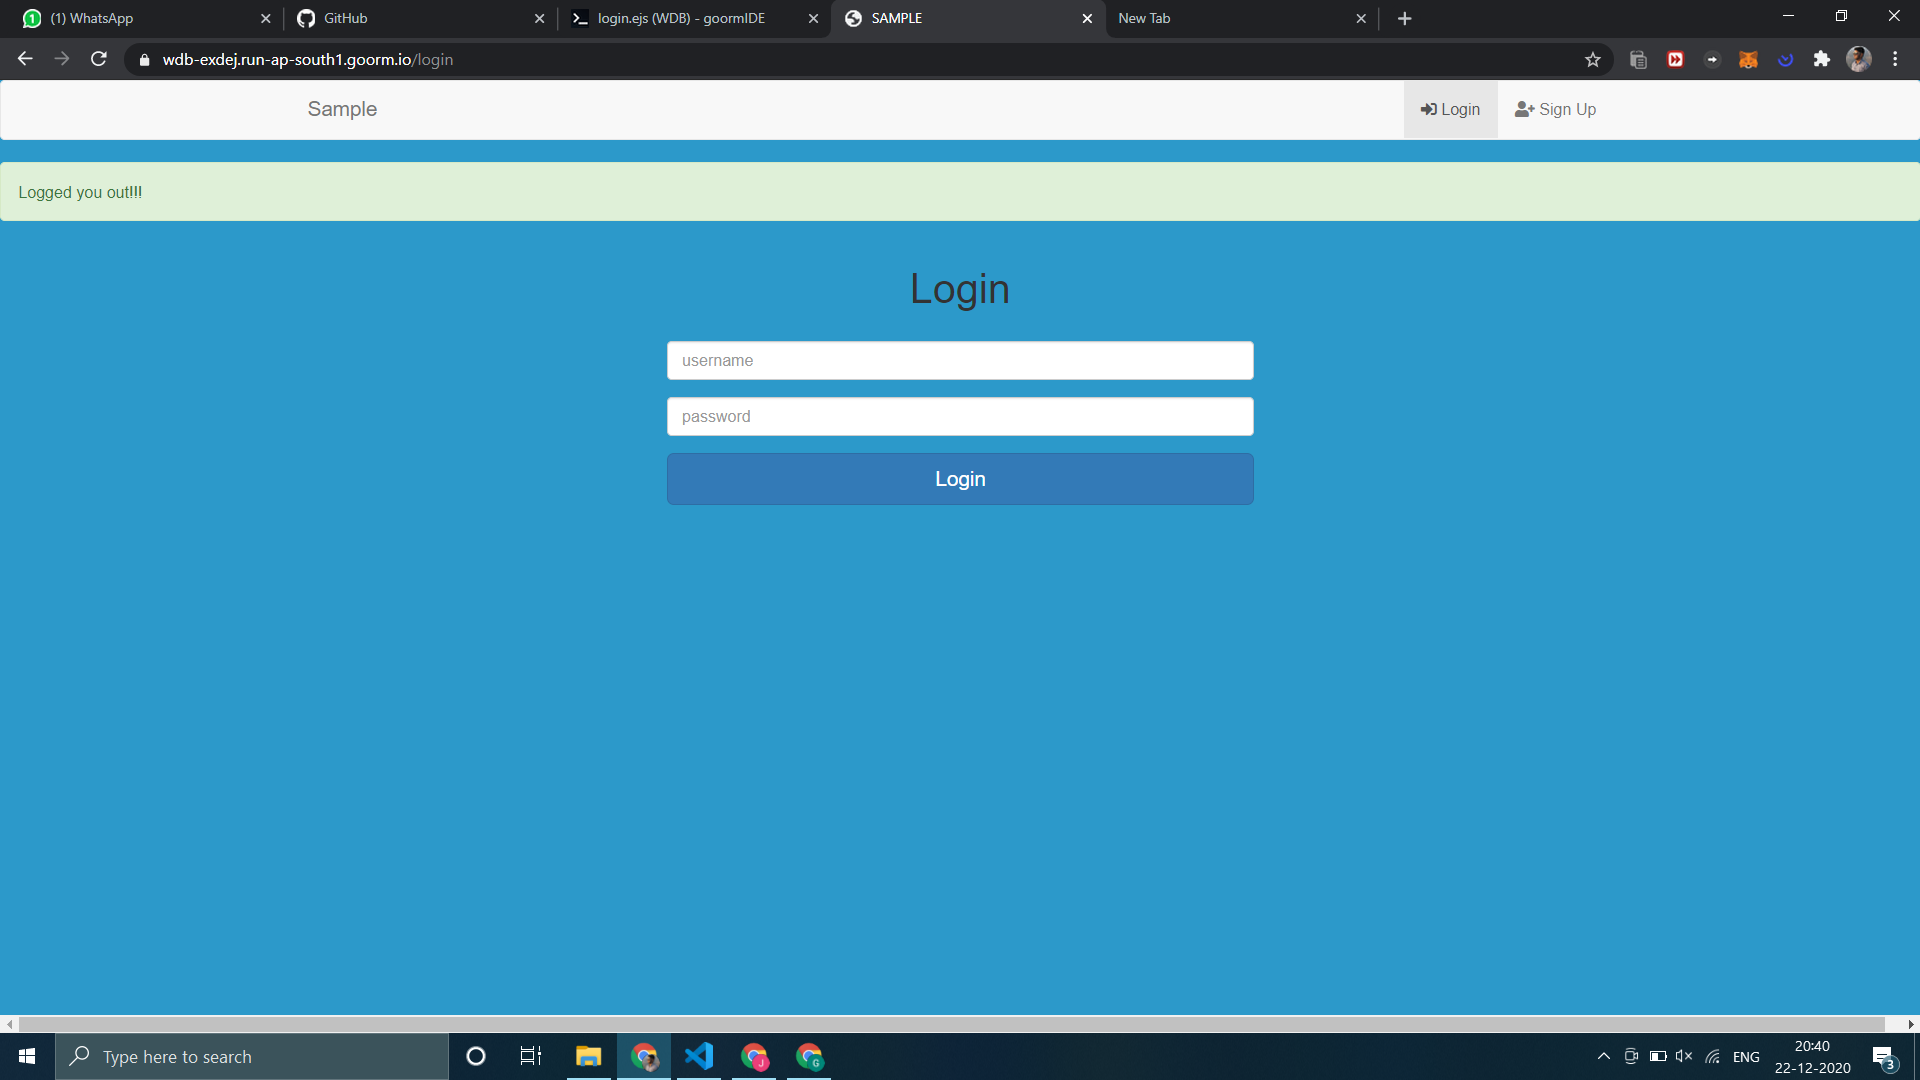 (1) WhatsApp
GitHub
login.ejs (WDB) - goormIDE
SAMPLE
New Tab
wdb-exdej.run-ap-south1.goorm.io/login
Sample
Login
Sign Up
Logged you out!!!
Login
username
password
Login
Type here to search
ENG
20:40
22-12-2020
3